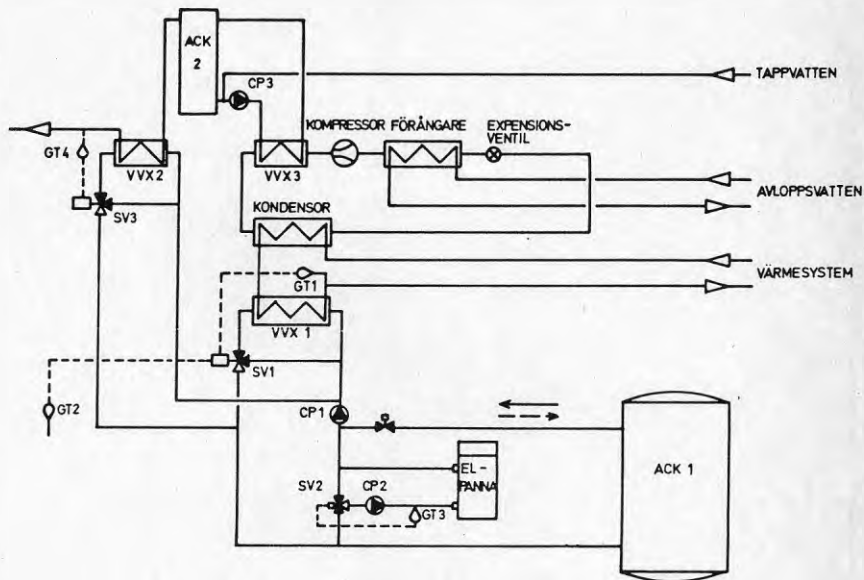 ACK
2
CP3
TAPPVATTEN
KOMPRESSOR FÖRÅNGARE
EXPENSIONS-
VENTIL
GT4
VVX2
VVX3
AVLOPPSVATTEN
SV3
KONDENSOR
VÄRMESYSTEM
GT1
VVX 1
SV1
GT2
CP1
EL-
PANNA
ACK 1
SV2
CP2
GT3